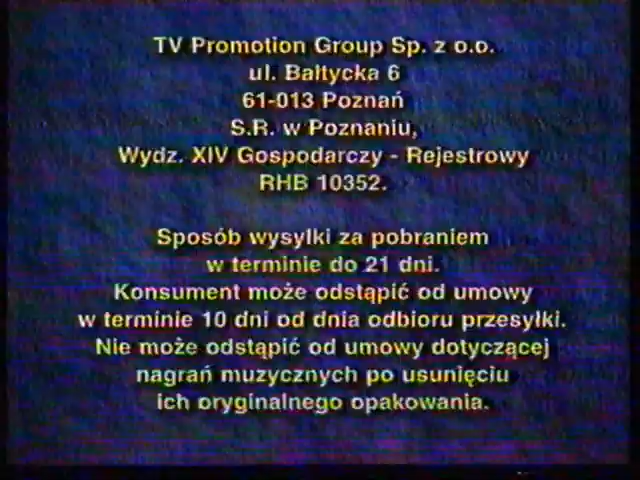 TV Promotion Group Sp. z o.o.
ul. Bałtycka 6
61-013 Poznań
S.R. w Poznaniu,
Wydz. XIV Gospodarczy - Rejestrowy
RHB 10352.
Sposób wysyłki za pobraniem
w terminie do 21 dni.
Konsument może odstąpić od umowy
w terminie 10 dni od dnia odbioru przesyłki.
Nie może odstąpić od umowy dotyczącej
nagrań muzycznych po usunięciu
ich oryginalnego opakowania.